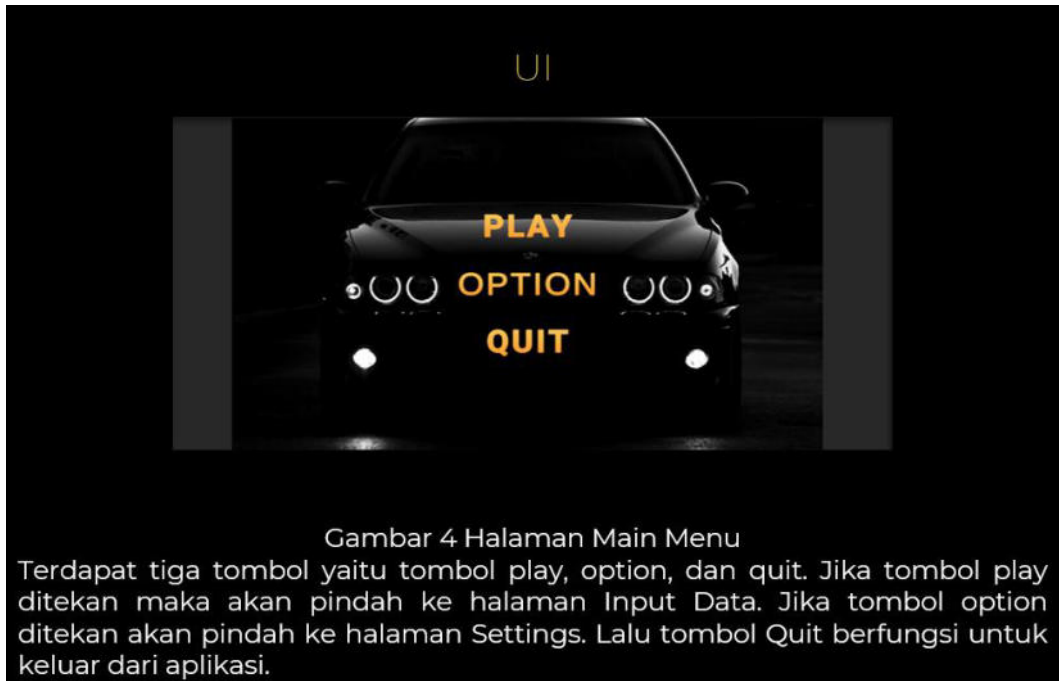 UI
PLAY
OPTION
QUIT
Gambar 4 Halaman Main Menu
Terdapat tiga tombol yaitu tombol play, option, dan quit. Jika tombol play
ditekan maka akan pindah ke halaman Input Data. Jika tombol option
ditekan akan pindah ke halaman Settings. Lalu tombol Quit berfungsi untuk
keluar dari aplikasi.